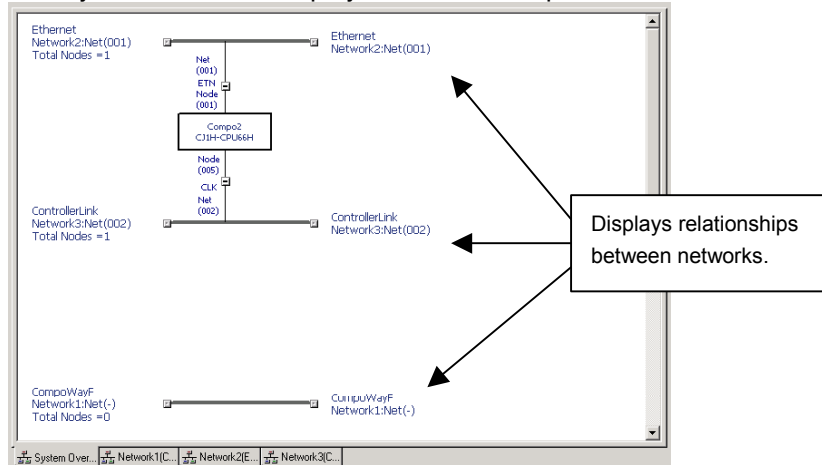 Ethernet
Network2:Net(001)
Total Nodes =1
Ethernet
Network2:Net(001)
Net
(001)
ETN
Node
(001)
Compo2
CJ1H-CPU66H
Node
(005)
CLK
Net
(002)
ControllerLink
Network3:Net(002)
Total Nodes =1
ControllerLink
Network3:Net(002)
Displays relationships
between networks.
CompoWayF
Network1:Net(-)
Total Nodes =0
CompoWayF
Network1:Net(-)
System Over... Network1(C... Network2(E... Network3(C...